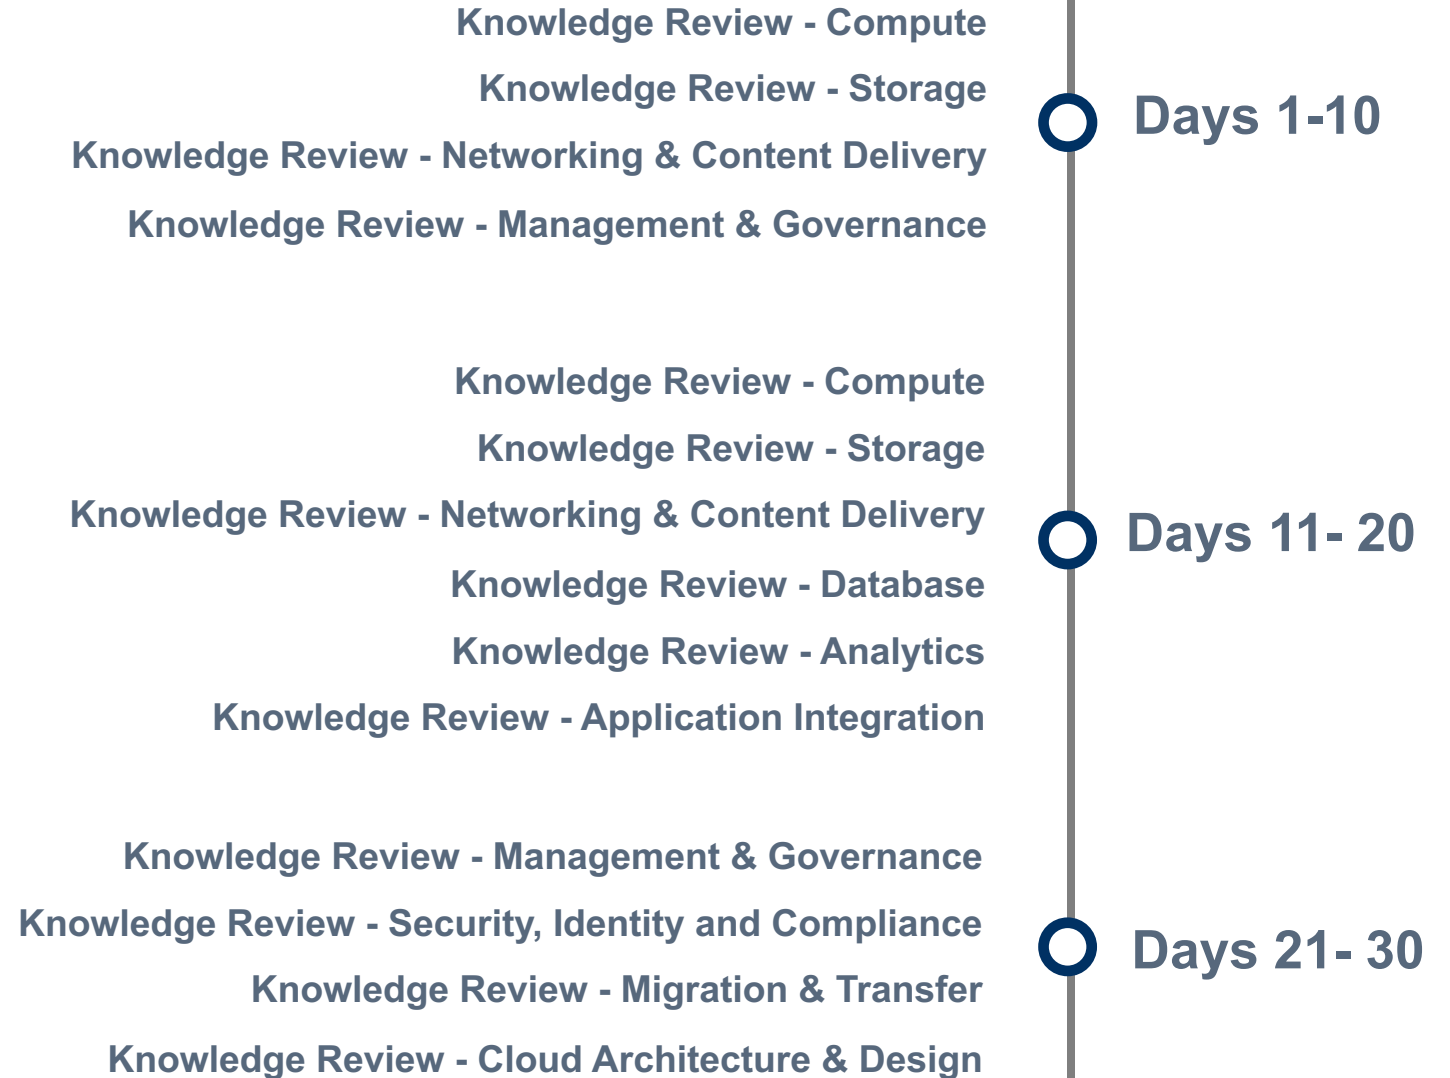 Knowledge Review - Compute
Knowledge Review - Storage
Days 1-10
Knowledge Review - Networking & Content Delivery
Knowledge Review - Management & Governance
Knowledge Review - Compute
Knowledge Review - Storage
Knowledge Review - Networking & Content Delivery
Days 11- 20
Knowledge Review - Database
Knowledge Review - Analytics
Knowledge Review - Application Integration
Knowledge Review - Management & Governance
Knowledge Review - Security, Identity and Compliance
Days 21- 30
Knowledge Review - Migration & Transfer
Knowledge Review - Cloud Architecture & Design